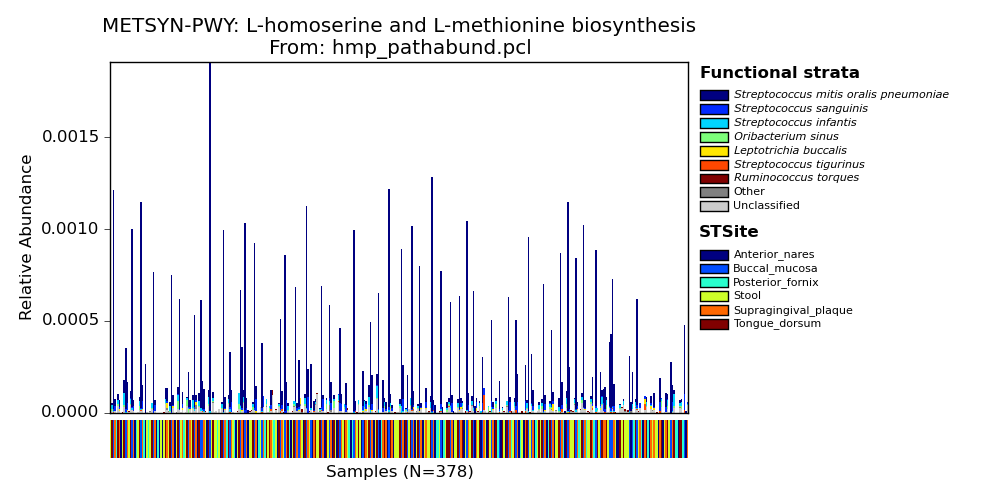 METSYN-PWY: L-homoserine and L-methionine biosynthesis
From: hmp_pathabund.pcl
Functional strata
Streptococcus mitis oralis pneumoniae
Streptococcus sanguinis
Streptococcus infantis
Oribacterium sinus
Leptotrichia buccalis
Streptococcus tigurinus
Ruminococcus torques
Other
Unclassified
STSite
Anterior_nares
Buccal_mucosa
Posterior_fornix
Stool
Supragingival_plaque
Tongue_dorsum
Relative Abundance
0.0015
0.0010
0.0005
0.0000
Samples (N=378)